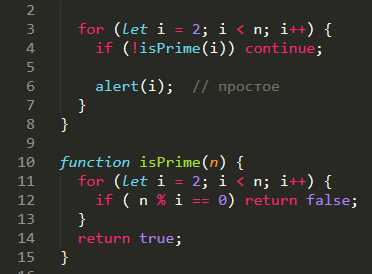 2
3 for (let i = 2; i < n; i++) {
4 if (!isPrime(i)) continue;
5
6 alert(i); // простое
7 }
8 }
9
10 function isPrime(n) {
11 for (let i = 2; i < n; i++) {
12 if ( n % i == 0) return false;
13 }
14 return true;
15 }